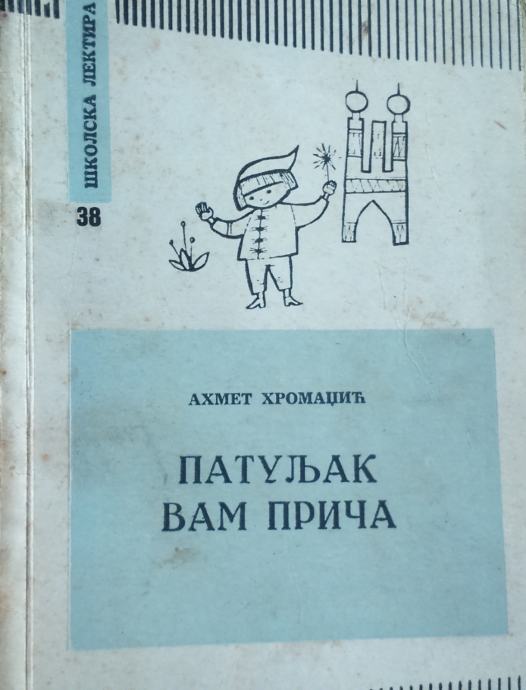 ШКОЛСКА ЛЕКТИРА
38
АХМЕТ ХРОМАЏИЋ
ПАТУЉАК
ВАМ ПРИЧА